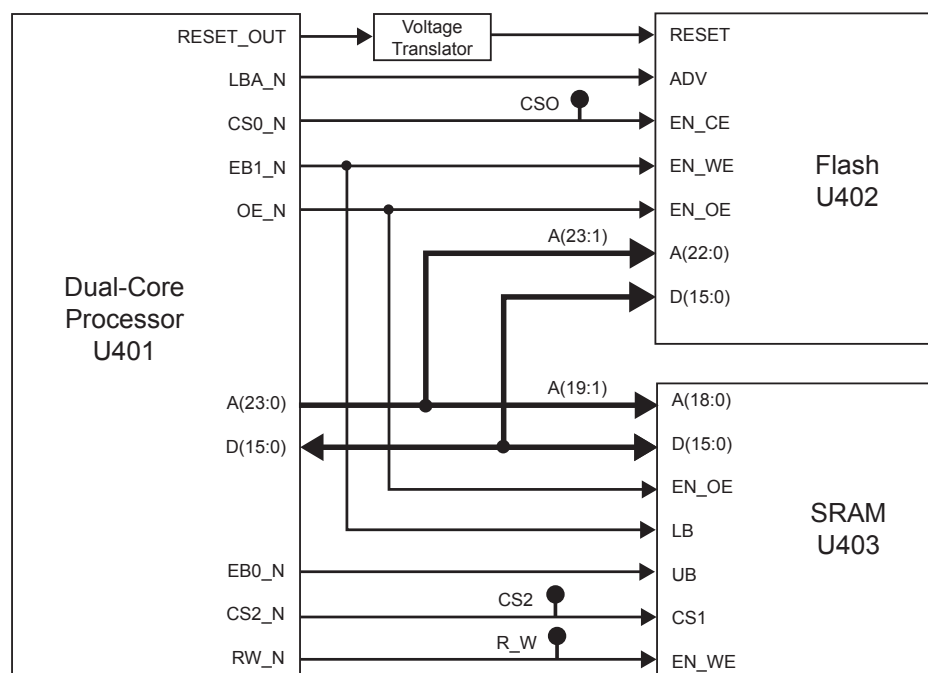 RESET_OUT
Voltage
Translator
RESET
LBA_N
ADV
CSO
CS0_N
EN_CE
EB1_N
EN_WE
Flash
U402
OE_N
EN_OE
A(23:1)
A(22:0)
D(15:0)
Dual-Core
Processor
U401
A(23:0)
A(19:1)
A(18:0)
D(15:0)
D(15:0)
EN_OE
SRAM
U403
LB
EB0_N
UB
CS2
CS2_N
CS1
R_W
RW_N
EN_WE